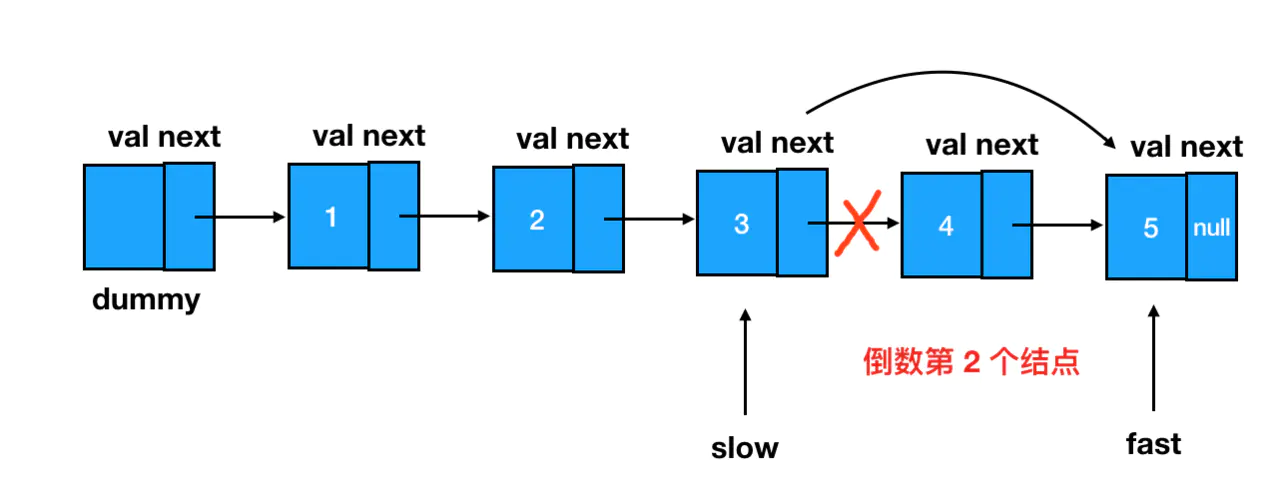 val next val next val next val next val next val next
1 2 3 4 5 null
dummy
倒数第 2 个结点
slow fast